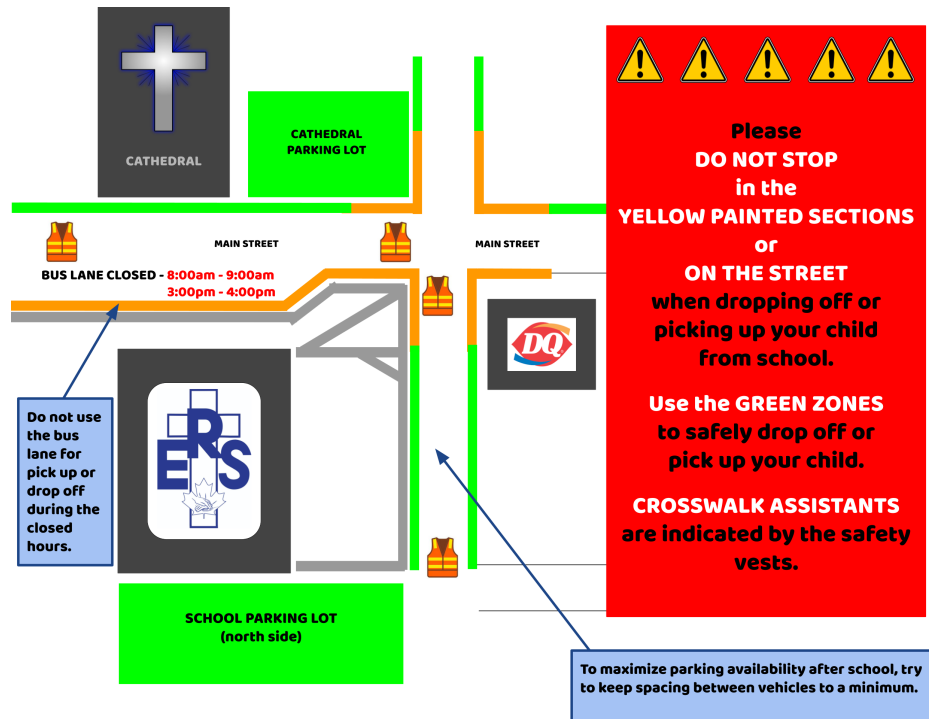 CATHEDRAL
CATHEDRAL
PARKING LOT
MAIN STREET
MAIN STREET
BUS LANE CLOSED - 8:00am - 9:00am
3:00pm - 4:00pm
DQ
Do not use
the bus
lane for
pick up or
drop off
during the
closed
hours.
ERS
SCHOOL PARKING LOT
(north side)
Please
DO NOT STOP
in the
YELLOW PAINTED SECTIONS
or
ON THE STREET
when dropping off or
picking up your child
from school.
Use the GREEN ZONES
to safely drop off or
pick up your child.
CROSSWALK ASSISTANTS
are indicated by the safety
vests.
To maximize parking availability after school, try
to keep spacing between vehicles to a minimum.